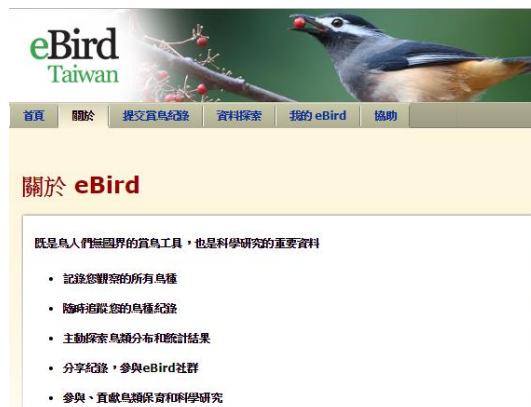 eBird
Taiwan
首頁 關於 提交賞鳥紀錄 資料探索 我的 eBird 協助
關於 eBird
既是鳥人們無國界的賞鳥工具，也是科學研究的重要資料
• 記錄您觀察的所有鳥種
• 隨時追蹤您的鳥種紀錄
• 主動探索鳥類分布和統計結果
• 分享紀錄，參與eBird社群
• 參與、貢獻鳥類保育和科學研究